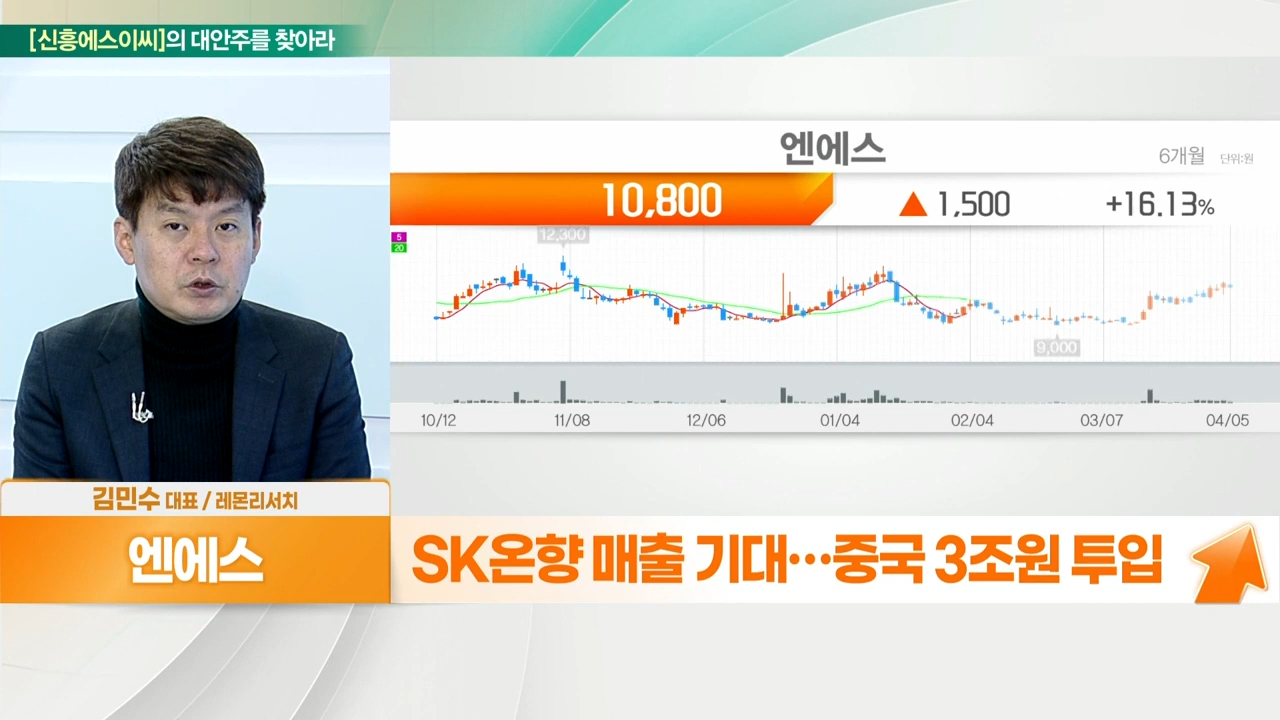 [신흥에스이씨]의 대안주를 찾아라
엔에스
6개월 단위:원
10,800 ▲ 1,500 +16.13%
5
20
12,300
9,000
10/12 11/08 12/06 01/04 02/04 03/07 04/05
김민수 대표 / 레몬리서치
엔에스
SK온향 매출 기대…중국 3조원 투입